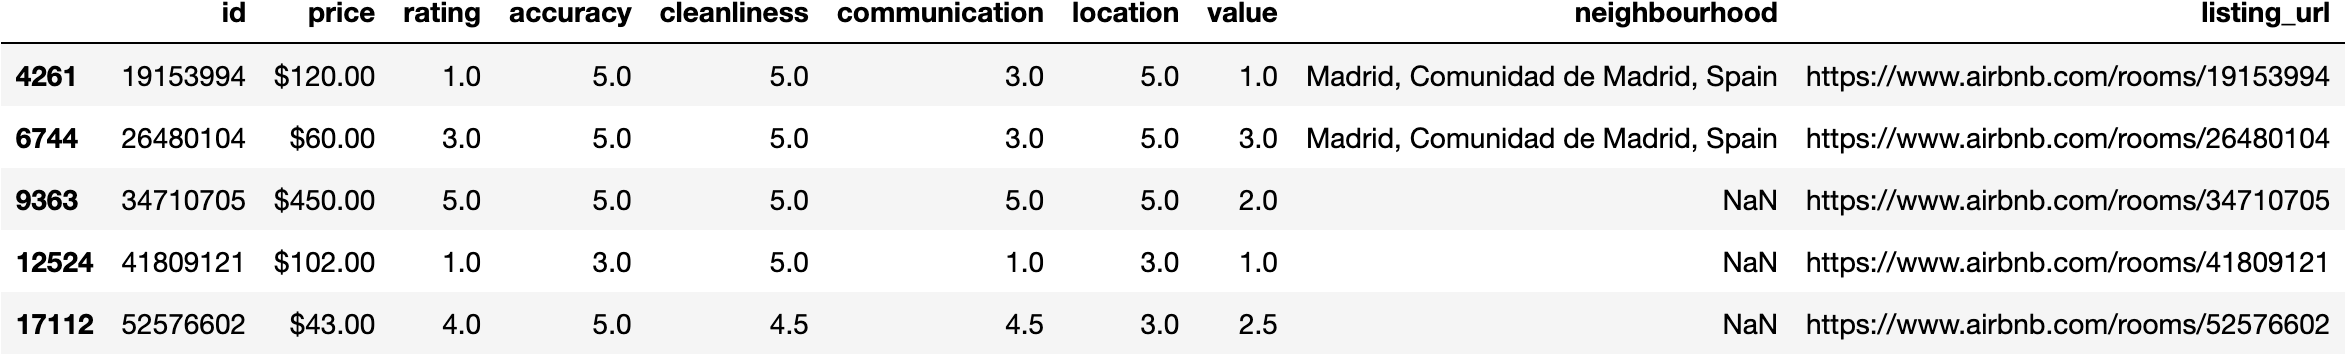 id price rating accuracy cleanliness communication location value neighbourhood listing_url
4261 19153994 $120.00 1.0 5.0 5.0 3.0 5.0 1.0 Madrid, Comunidad de Madrid, Spain https://www.airbnb.com/rooms/19153994
6744 26480104 $60.00 3.0 5.0 5.0 3.0 5.0 3.0 Madrid, Comunidad de Madrid, Spain https://www.airbnb.com/rooms/26480104
9363 34710705 $450.00 5.0 5.0 5.0 5.0 5.0 2.0 NaN https://www.airbnb.com/rooms/34710705
12524 41809121 $102.00 1.0 3.0 5.0 1.0 3.0 1.0 NaN https://www.airbnb.com/rooms/41809121
17112 52576602 $43.00 4.0 5.0 4.5 4.5 3.0 2.5 NaN https://www.airbnb.com/rooms/52576602